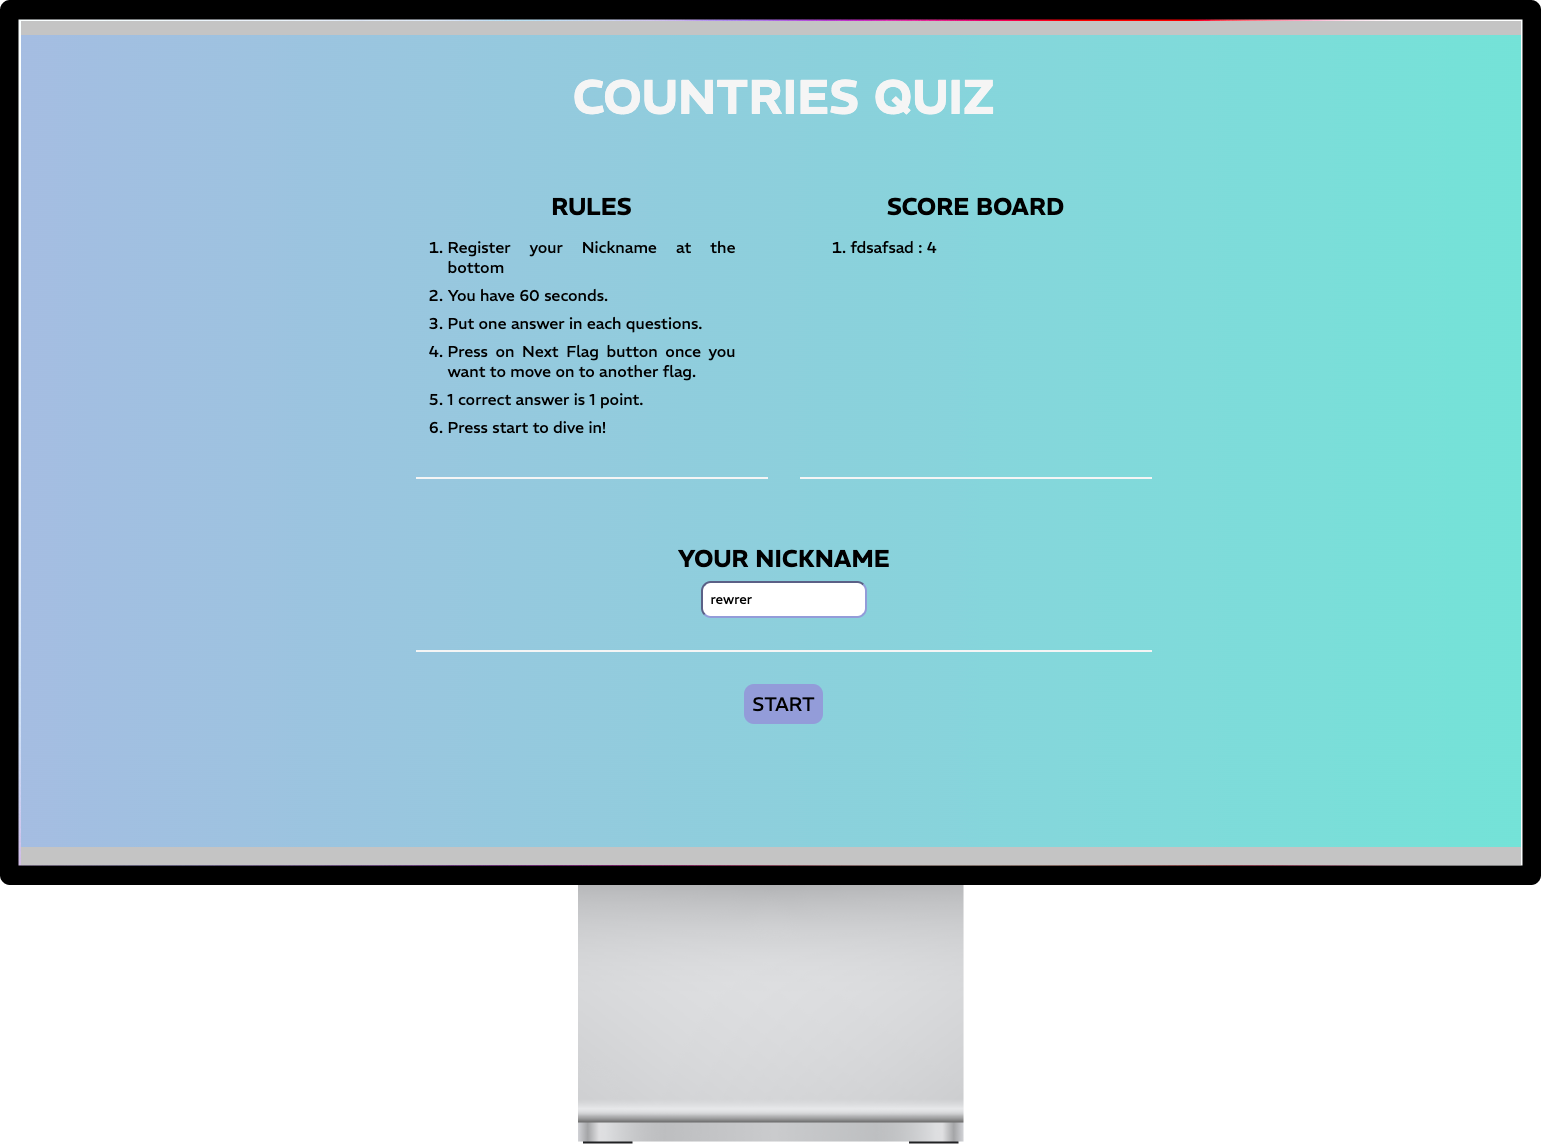 COUNTRIES QUIZ
RULES
1. Register your Nickname at the
bottom
2. You have 60 seconds.
3. Put one answer in each questions.
4. Press on Next Flag button once you
want to move on to another flag.
5. 1 correct answer is 1 point.
6. Press start to dive in!
SCORE BOARD
1. fdsafsad : 4
YOUR NICKNAME
rewrer
START